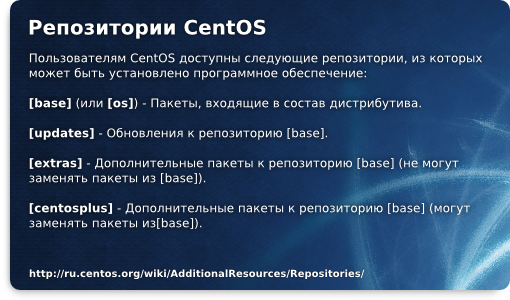 Репозитории CentOS
Пользователям CentOS доступны следующие репозитории, из которых
может быть установлено программное обеспечение:
[base] (или [os]) - Пакеты, входящие в состав дистрибутива.
[updates] - Обновления к репозиторию [base].
[extras] - Дополнительные пакеты к репозиторию [base] (не могут
заменять пакеты из [base]).
[centosplus] - Дополнительные пакеты к репозиторию [base] (могут
заменять пакеты из[base]).
http://ru.centos.org/wiki/AdditionalResources/Repositories/